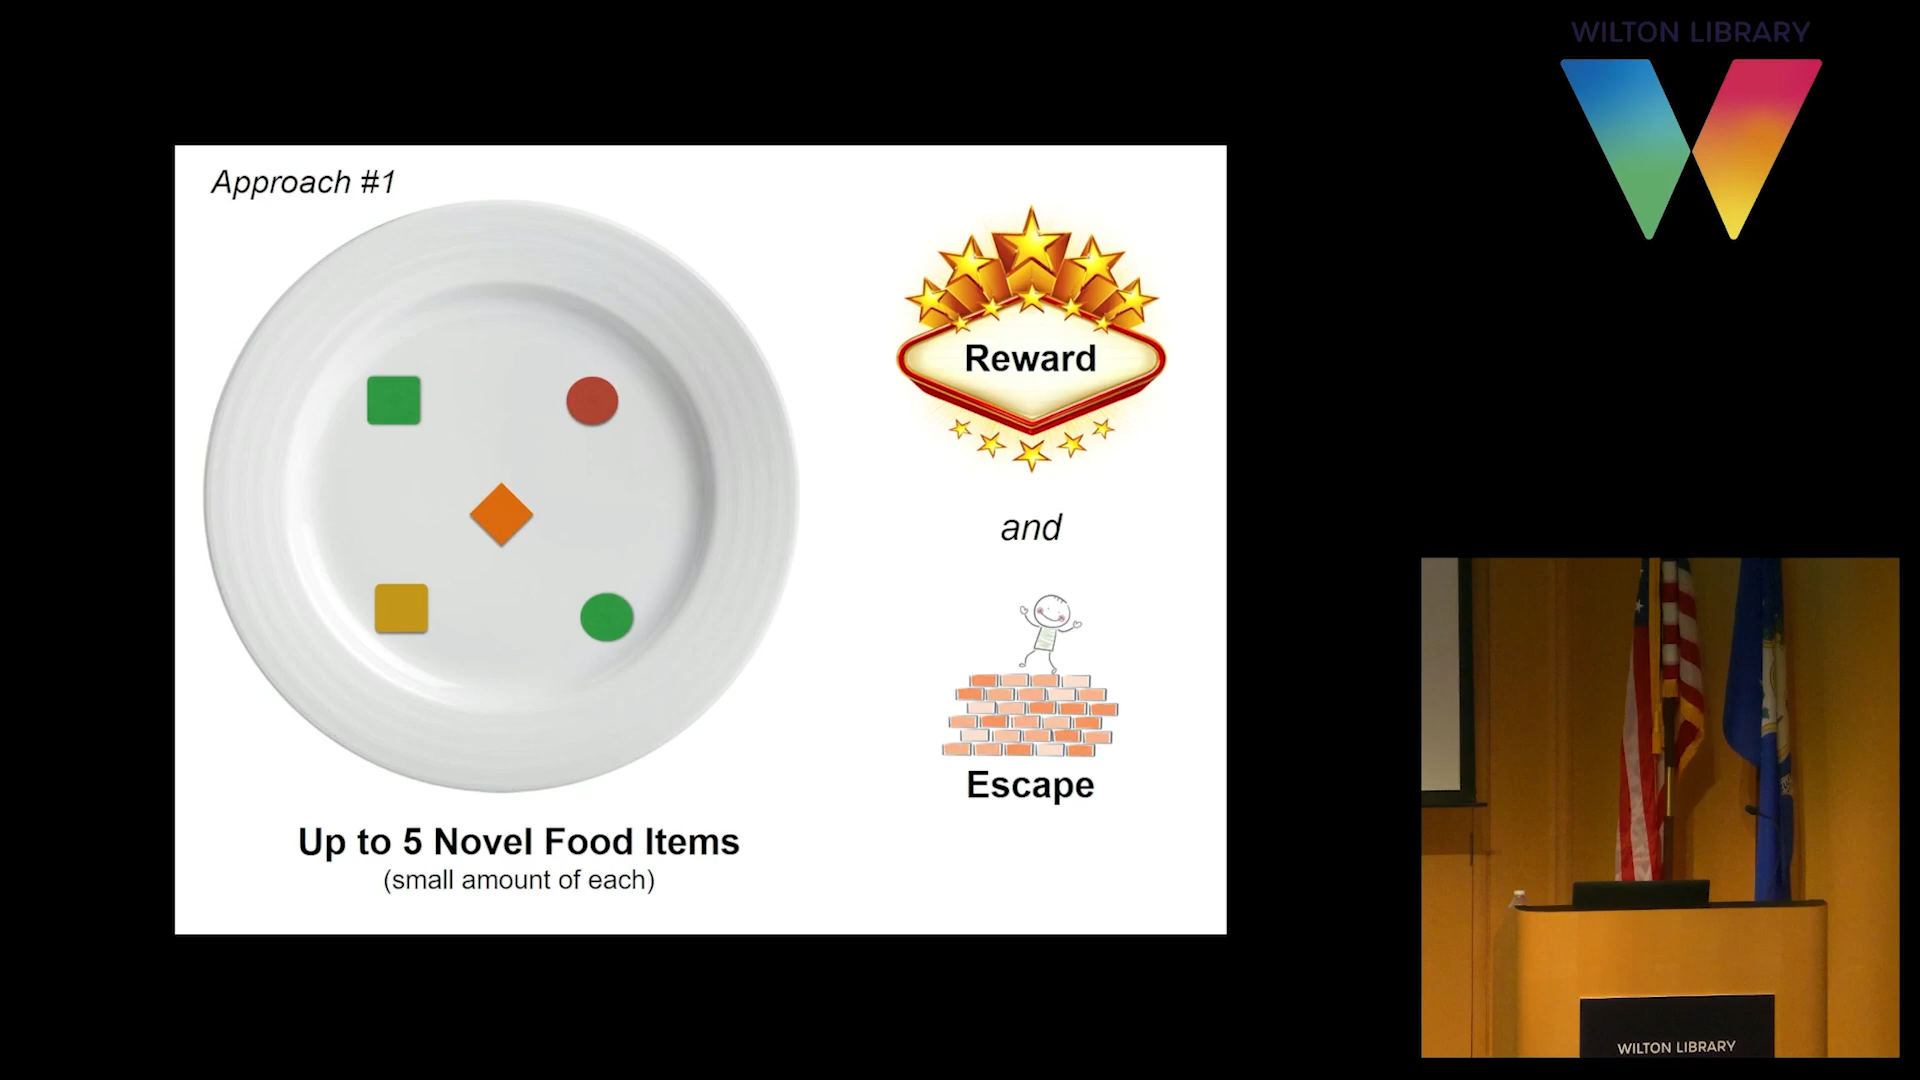 WILTON LIBRARY
Approach #1
Reward
and
Escape
Up to 5 Novel Food Items
(small amount of each)
WILTON LIBRARY